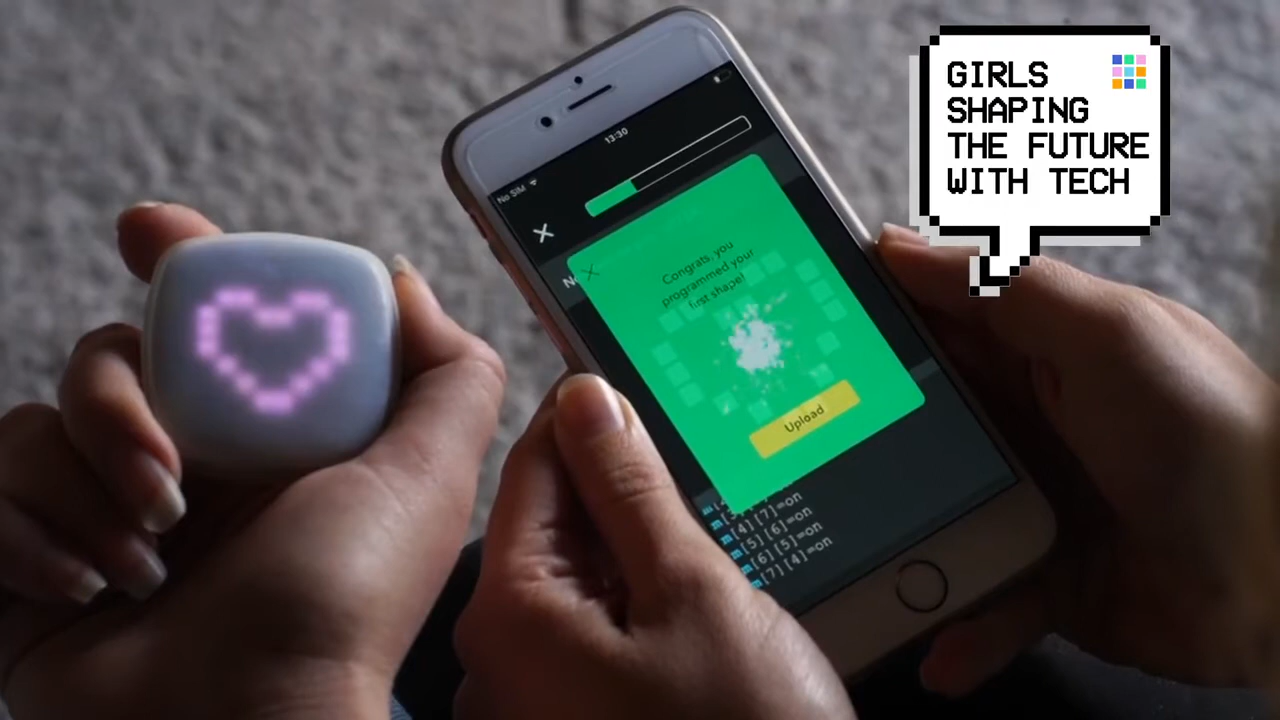 GIRLS
SHAPING
THE FUTURE
WITH TECH
13:30
No SIM
Congrats, you
programmed your
first shape!
Upload
[4] [7]=on
m[5] [6]=on
m[6] [5]=on
m[7] [4]=on